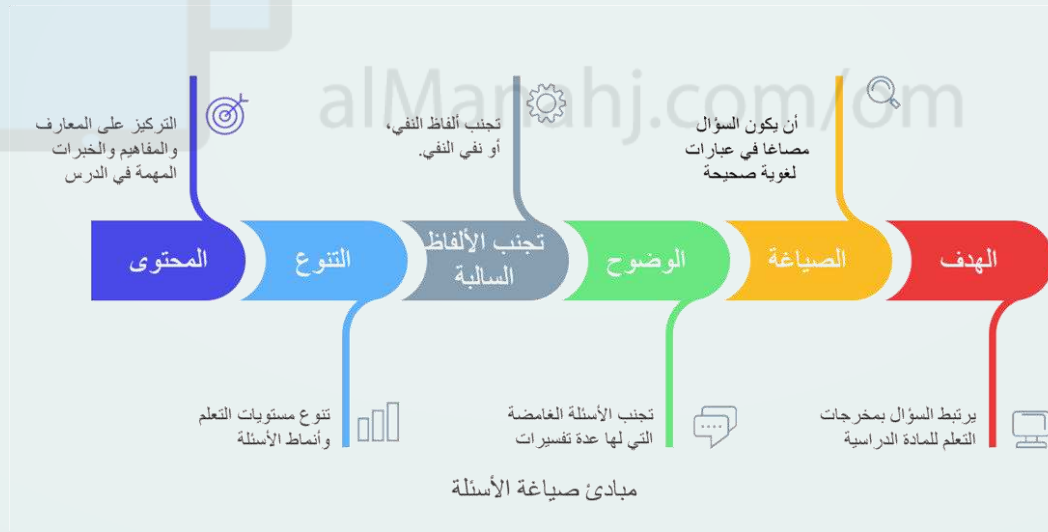 alManahj.com/om
أن يكون السؤال
مصاغا في عبارات
لغوية صحيحة
تجنب ألفاظ النفي،
أو نفي النفي.
التركيز على المعارف
والمفاهيم والخبرات
المهمة في الدرس
الهدف
الصياغة
الوضوح
تجنب الألفاظ
السالبة
التنوع
المحتوى
يرتبط السؤال بمخرجات
التعلم للمادة الدراسية
تجنب الأسئلة الغامضة
التي لها عدة تفسيرات
تنوع مستويات التعلم
وأنماط الأسئلة
مبادئ صياغة الأسئلة